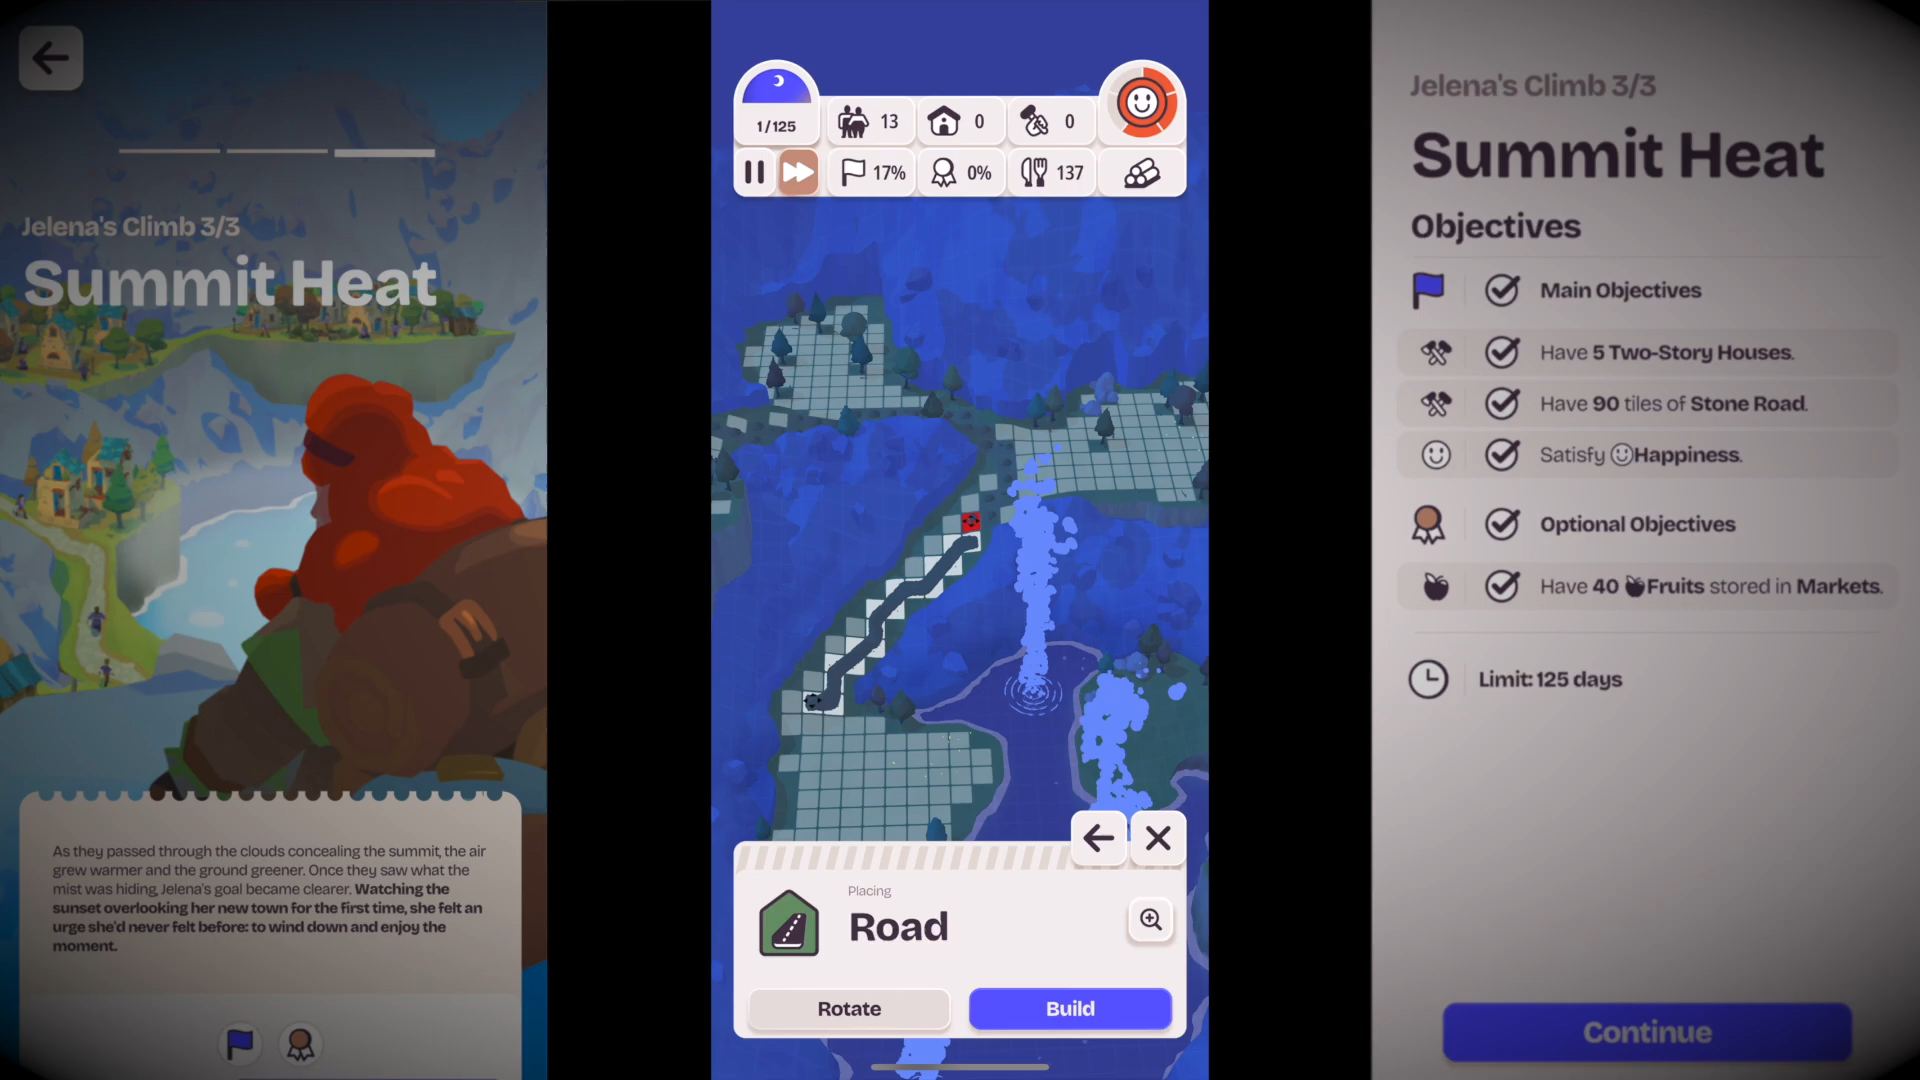 Jelena's Climb 3/3
Summit Heat
As they passed through the clouds concealing the summit, the air
grew warmer and the ground greener. Once they saw what the
mist was hiding, Jelena's goal became clearer. Watching the
sunset overlooking her new town for the first time, she felt an
urge she'd never felt before: to wind down and enjoy the
moment.
1/125
13
0
0
17%
0%
137
Placing
Road
Rotate
Build
Jelena's Climb 3/3
Summit Heat
Objectives
Main Objectives
Have 5 Two-Story Houses.
Have 90 tiles of Stone Road.
Satisfy Happiness.
Optional Objectives
Have 40 Fruits stored in Markets.
Limit: 125 days
Continue